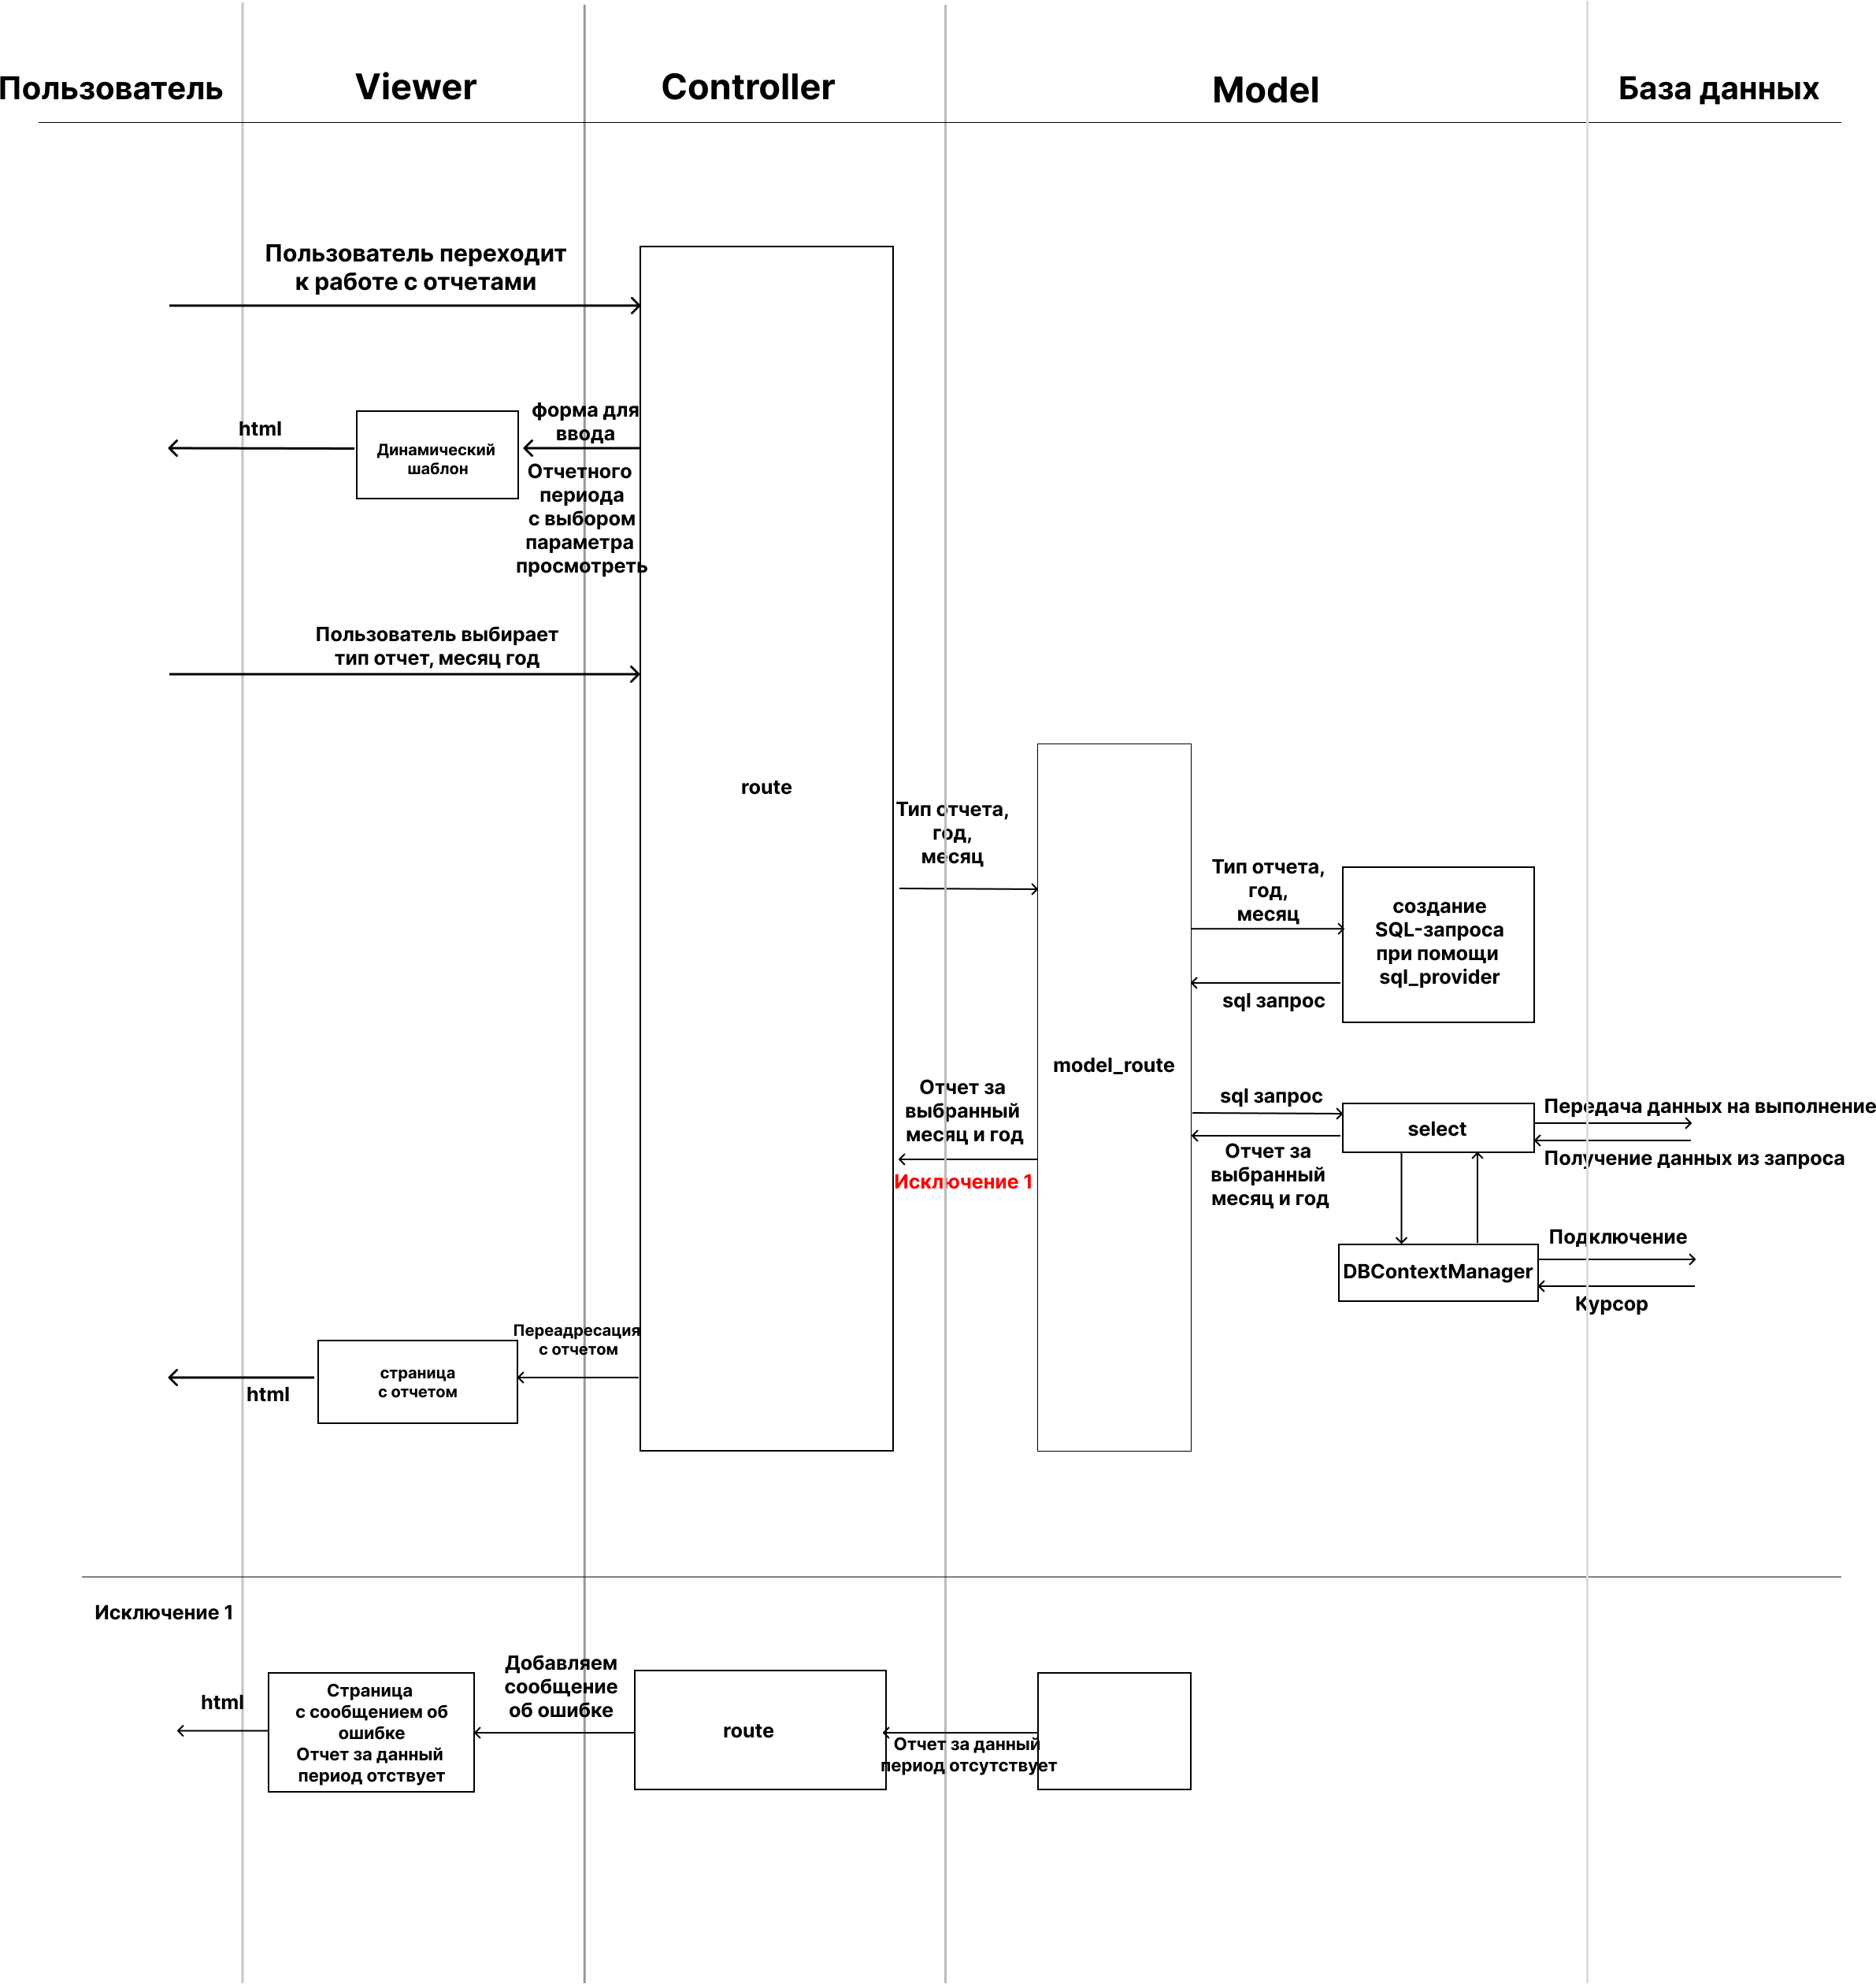 Пользователь
Viewer
Controller
Model
База данных
Пользователь переходит
к работе с отчетами
html
Динамический
шаблон
форма для
ввода
Отчетного
периода
с выбором
параметра
просмотреть
Пользователь выбирает
тип отчет, месяц год
route
Тип отчета,
год,
месяц
Тип отчета,
год,
месяц
создание
SQL-запроса
при помощи
sql_provider
sql запрос
model_route
Отчет за
выбранный
месяц и год
Исключение 1
sql запрос
select
Передача данных на выполнение
Получение данных из запроса
Отчет за
выбранный
месяц и год
DBContextManager
Подключение
Курсор
Переадресация
с отчетом
страница
с отчетом
html
Исключение 1
html
Страница
с сообщением об
ошибке
Отчет за данный
период отствует
Добавляем
сообщение
об ошибке
route
Отчет за данный
период отсутствует